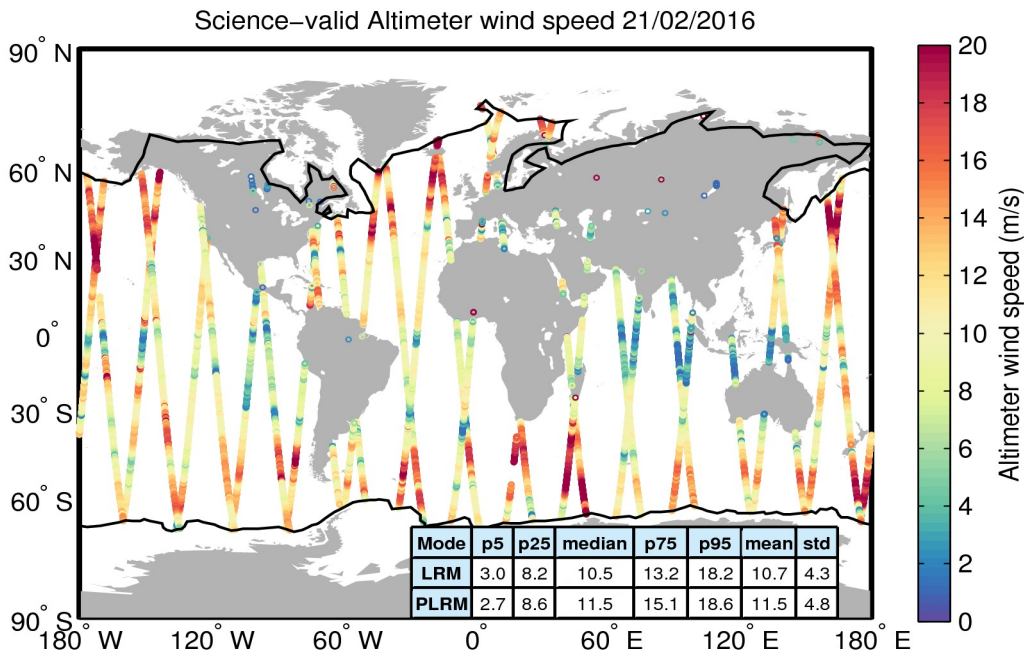 Science−valid Altimeter wind speed 21/02/2016
90° N
60° N
30° N
0°
30° S
60° S
90° S
180° W
120° W
60° W
0°
60° E
120° E
180° E
Mode p5 p25 median p75 p95 mean std
LRM 3.0 8.2 10.5 13.2 18.2 10.7 4.3
PLRM 2.7 8.6 11.5 15.1 18.6 11.5 4.8
20
18
16
14
12
10
8
6
4
2
0
Altimeter wind speed (m/s)